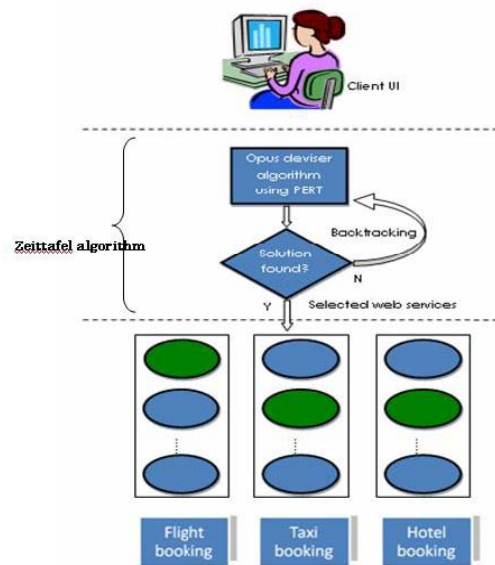 Client UI
Opus deviser
algorithm
using PERT
Backtracking
Zeittafel algorithm
Solution
found?
N
Y
Selected web services
Flight
booking
Taxi
booking
Hotel
booking